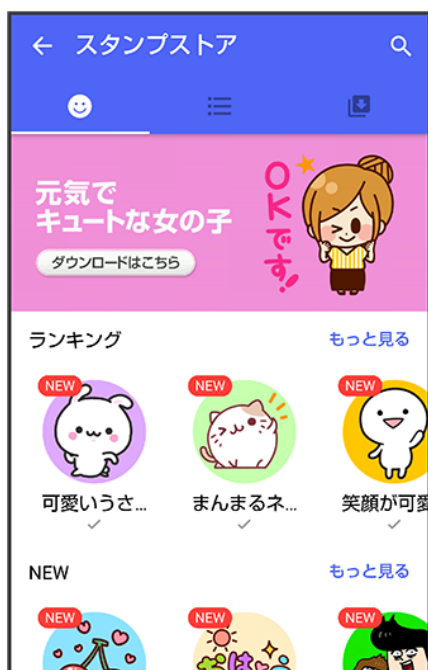 スタンプストア
元気で
キュートな女の子
ダウンロードはこちら
OKです!
ランキング
もっと見る
NEW
NEW
NEW
可愛いうさ...
まんまるネ...
笑顔が可愛
NEW
もっと見る
NEW
NEW
NEW
おはよ